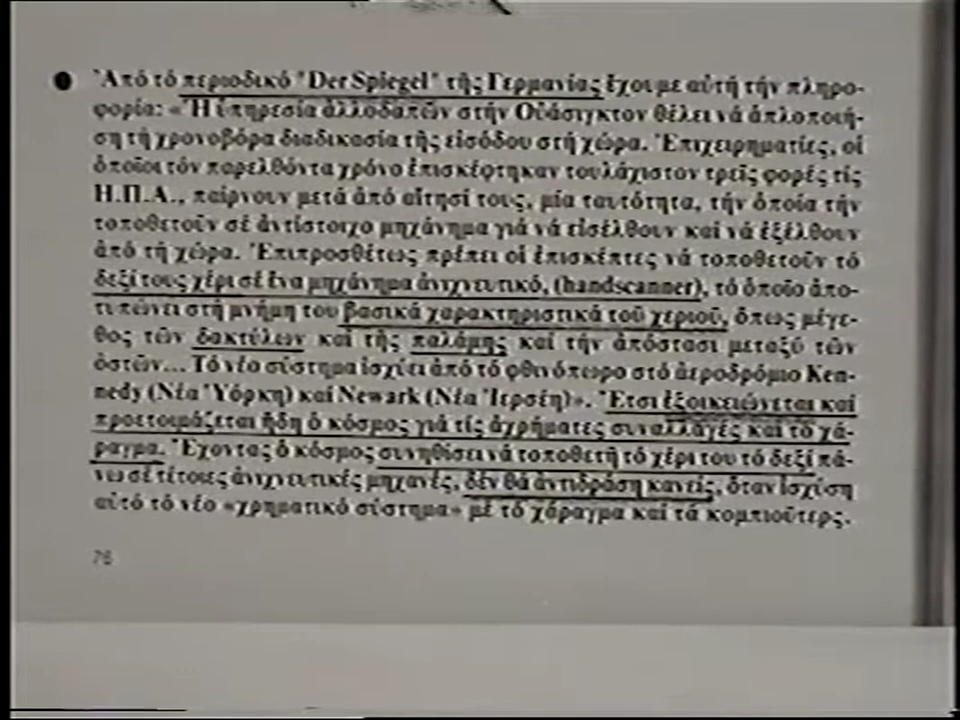 ● Ἀπό τό περιοδικό "Der Spiegel" τῆς Γερμανίας ἔχουμε αὐτή τήν πληρο-
φορία: «Ἡ ὑπηρεσία ἀλλοδαπῶν στήν Οὐάσιγκτον θέλει νά ἁπλοποιή-
ση τή χρονοβόρα διαδικασία τῆς εἰσόδου στή χώρα. Ἐπιχειρηματίες, οἱ
ὁποῖοι τόν παρελθόντα χρόνο ἐπισκέφτηκαν τουλάχιστον τρεῖς φορές τίς
Η.Π.Α., παίρνουν μετά ἀπό αἴτησί τους, μία ταυτότητα, τήν ὁποία τήν
τοποθετοῦν σέ ἀντίστοιχο μηχάνημα γιά νά εἰσέλθουν καί νά ἐξέλθουν
ἀπό τή χώρα. Ἐπιπροσθέτως πρέπει οἱ ἐπισκέπτες νά τοποθετοῦν τό
δεξί τους χέρι σέ ἕνα μηχάνημα ἀνιχνευτικό, (handscanner), τό ὁποῖο ἀπο-
τυπώνει στή μνήμη του βασικά χαρακτηριστικά τοῦ χεριοῦ, ὅπως μέγε-
θος τῶν δακτύλων καί τῆς παλάμης καί τήν ἀπόστασι μεταξύ τῶν
ὀστῶν... Τό νέο σύστημα ἰσχύει ἀπό τό φθινόπωρο στό ἀεροδρόμιο Ken-
nedy (Νέα Ὑόρκη) καί Newark (Νέα Ἰερσέη)». Ἔτσι ἐξοικειώνεται καί
προετοιμάζεται ἤδη ὁ κόσμος γιά τίς ἀχρήματες συναλλαγές καί τό χά-
ραγμα. Ἔχοντας ὁ κόσμος συνηθίσει νά τοποθετῆ τό χέρι του τό δεξί πά-
νω σέ τέτοιες ἀνιχνευτικές μηχανές, δέν θά ἀντιδράση κανείς, ὅταν ἰσχύση
αὐτό τό νέο «χρηματικό σύστημα» μέ τό χάραγμα καί τά κομπιοῦτερς.
76